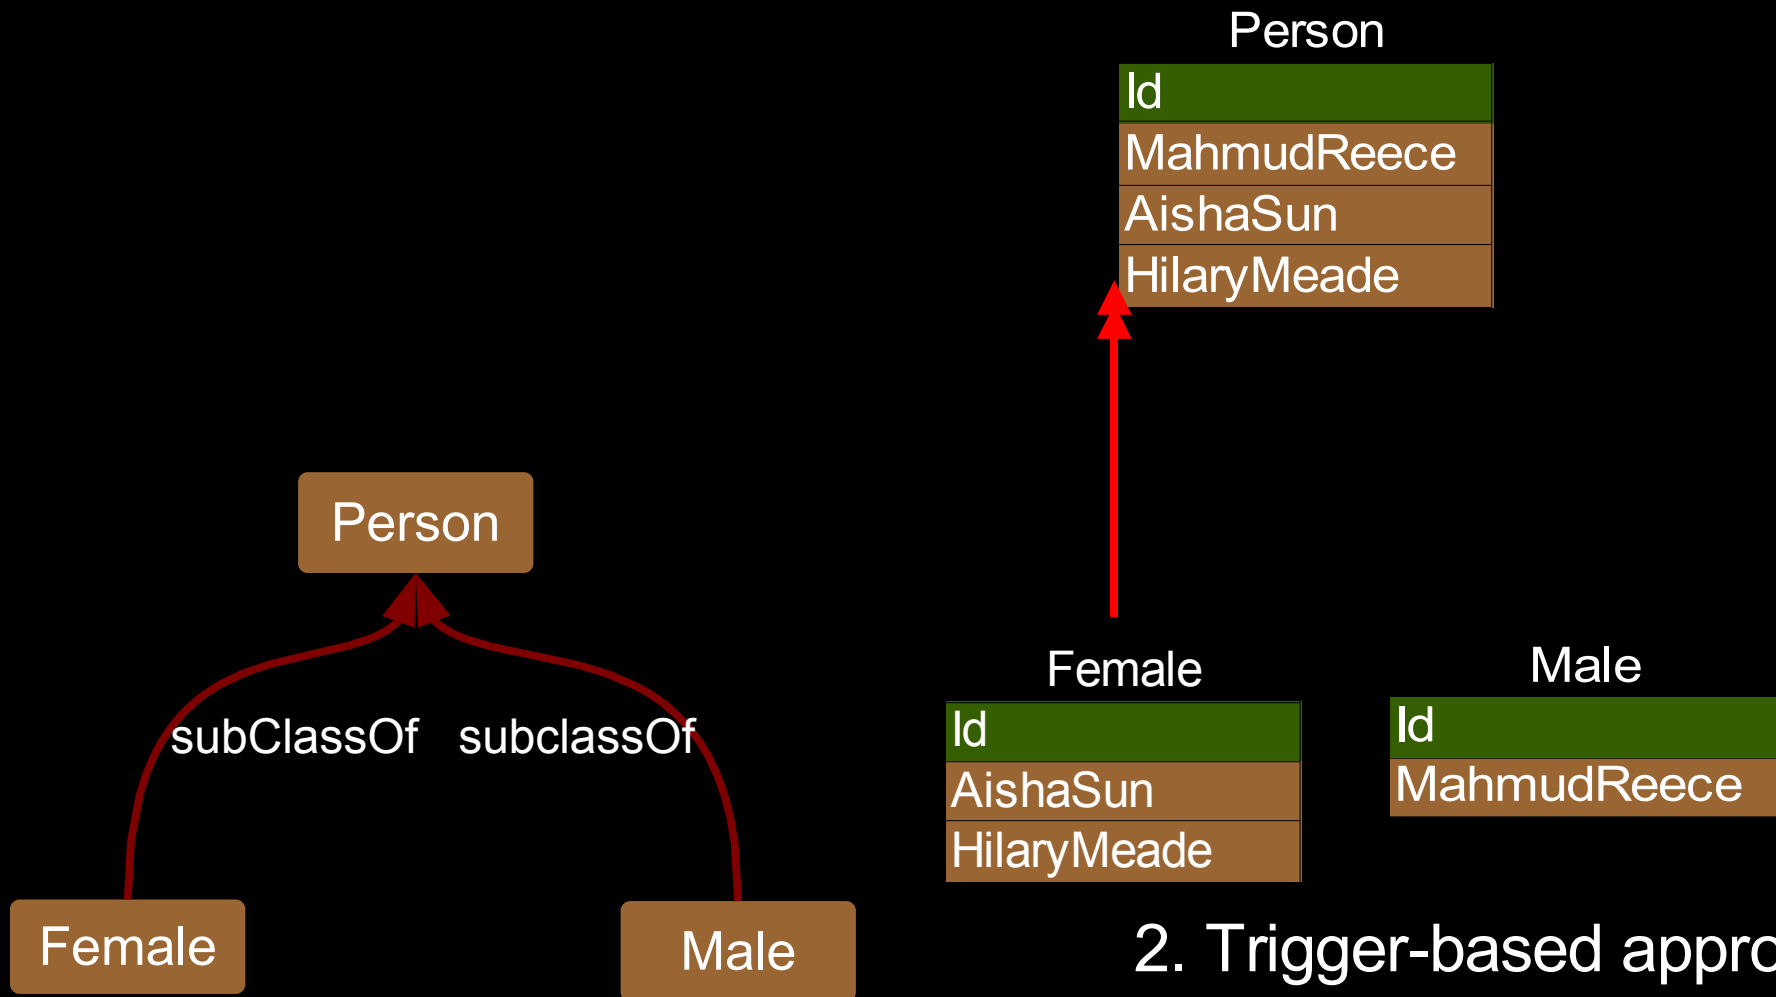 Person
Id
MahmudReece
AishaSun
HilaryMeade
Person
subClassOf subclassOf
Female
Male
Female
Id
AishaSun
HilaryMeade
Male
Id
MahmudReece
2. Trigger-based appro